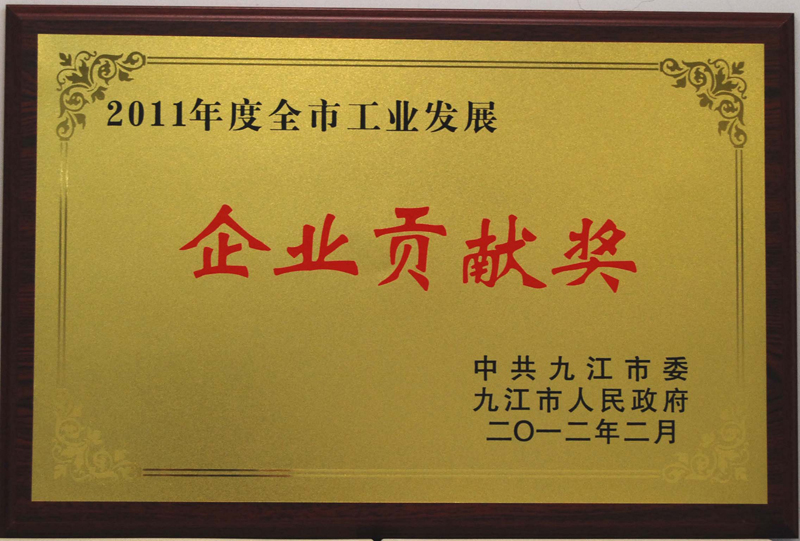 2011年度全市工业发展
企业贡献奖
中共九江市委
九江市人民政府
二〇一二年二月